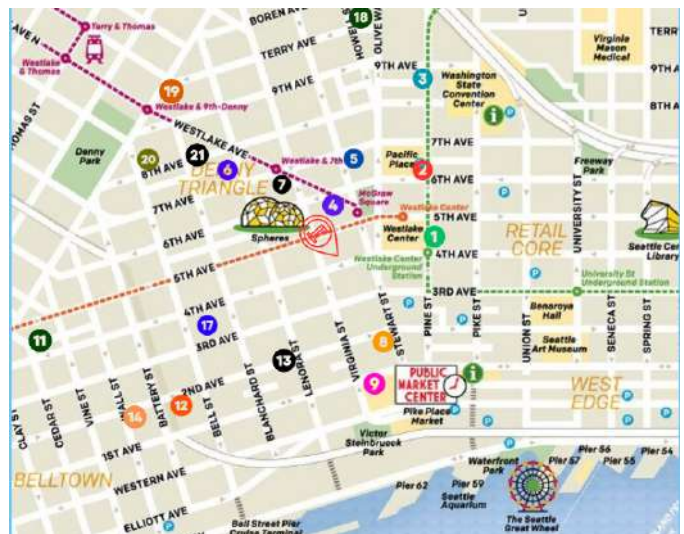 Terry & Thomas
BOREN AVE
HOWE
OLIVE WA
18
AVE N
Westlake
& Thomas
TERRY AVE
9TH AVE
9TH AVE
3
Washington
State
Convention
Center
Virginia
Mason
Medical
TERR
9TH A
8TH A
HOMAS ST
19
Westlake & 9th-Denny
WESTLAKE AVE
Denny
Park
20
21
8TH AVE
6
DENNY
TRIANGLE
Westlake & 7th
7
5
Pacific
Place
2
7TH AVE
6TH AVE
Freeway
Park
7TH AVE
4
McGraw
Square
Westlake Center
5TH AVE
Westlake
Center
1
4TH AVE
RETAIL
CORE
UNIVERSITY ST
Seattle Cen
Library
Spheres
6TH AVE
5TH AVE
Westlake Center
Underground
Station
3RD AVE
University St
Underground Station
4TH AVE
17
3RD AVE
11
STEWART ST
PINE ST
PIKE ST
UNION ST
Benaroya
Hall
Seattle
Art Museum
SENECA ST
SPRING ST
8
13
VIRGINIA ST
LENORA ST
9
PUBLIC
MARKET
CENTER
Pike Place
Market
WEST
EDGE
2ND AVE
12
14
WALL ST
BATTERY ST
BELL ST
BLANCHARD ST
CLAY ST
CEDAR ST
VINE ST
1ST AVE
BELLTOWN
WESTERN AVE
ELLIOTT AVE
Victor
Steinbrueck
Park
Waterfront
Park
Pier 62
Pier 59
Seattle
Aquarium
Pier 57
Pier 56
Pier 55
Pier 54
The Seattle
Great Wheel
Bell Street Pier
Cruise Terminal